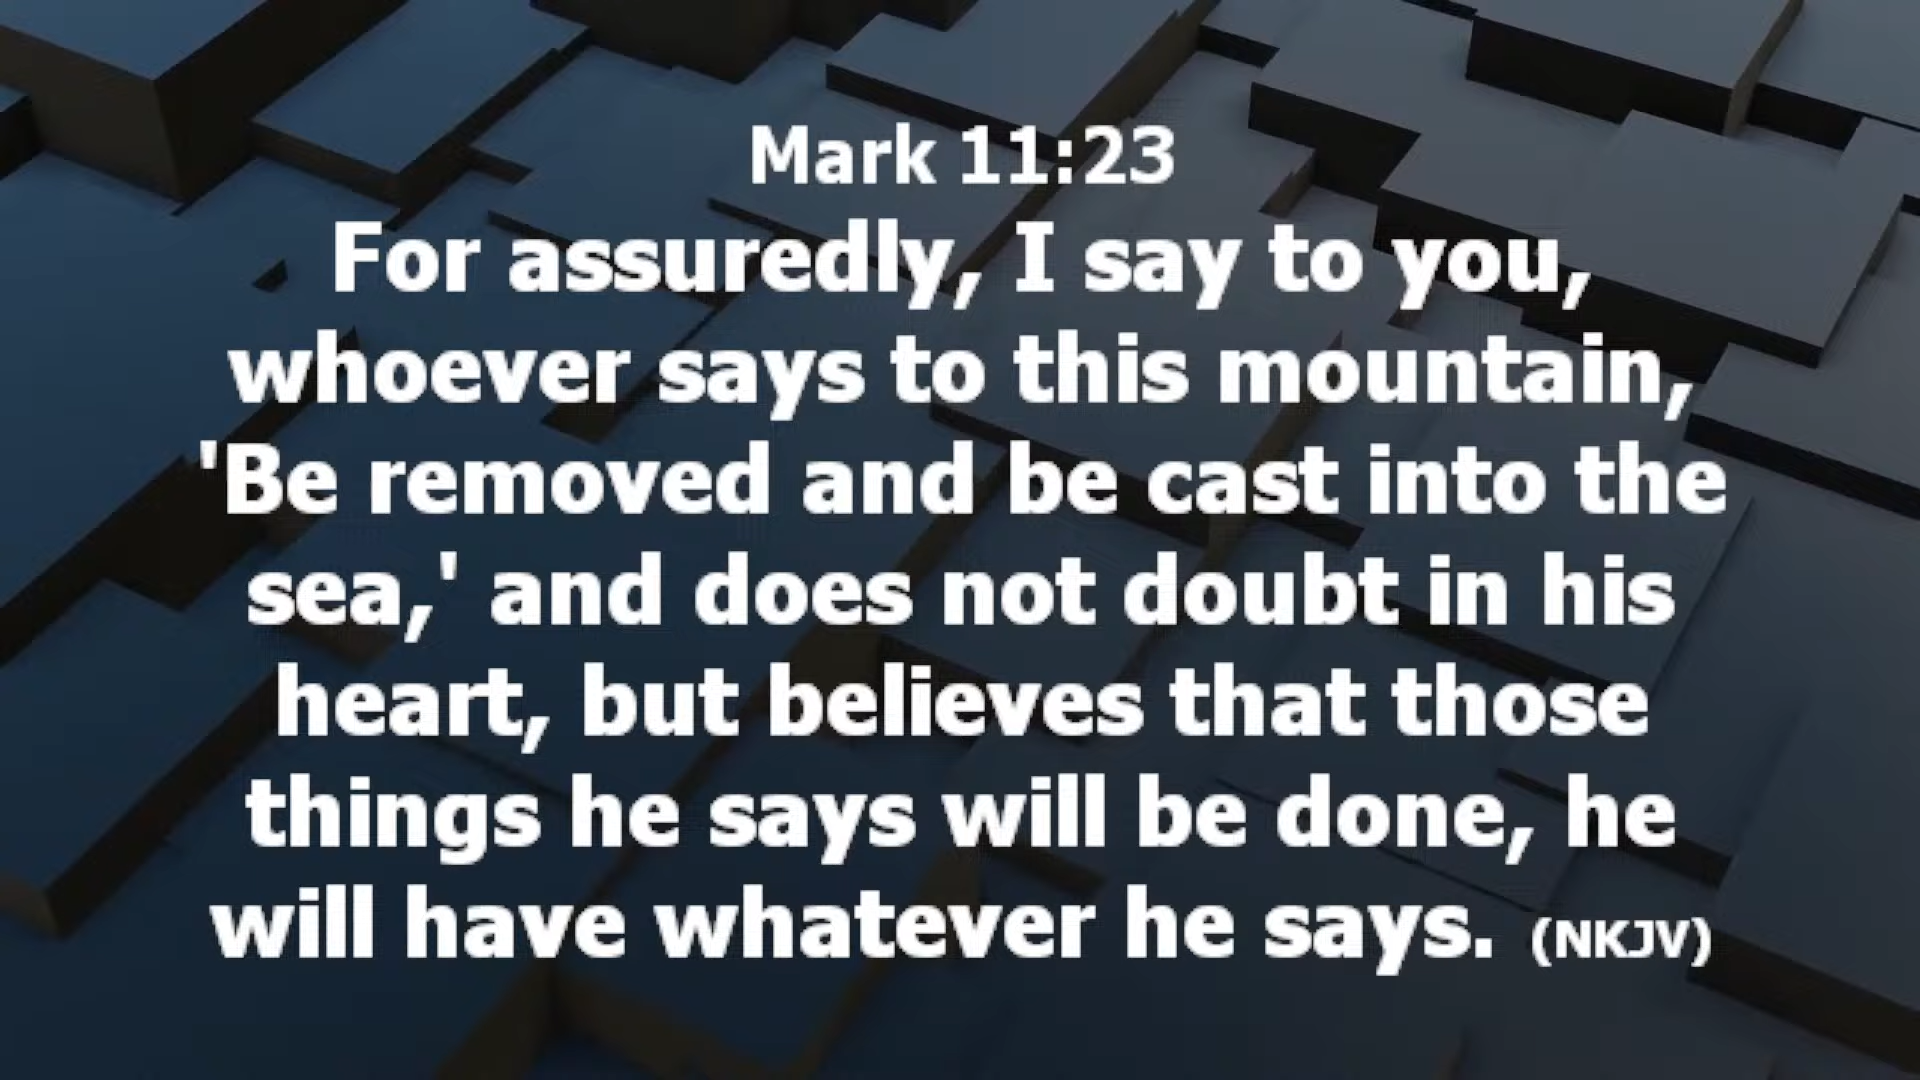 Mark 11:23
For assuredly, I say to you,
whoever says to this mountain,
'Be removed and be cast into the
sea,' and does not doubt in his
heart, but believes that those
things he says will be done, he
will have whatever he says. (NKJV)